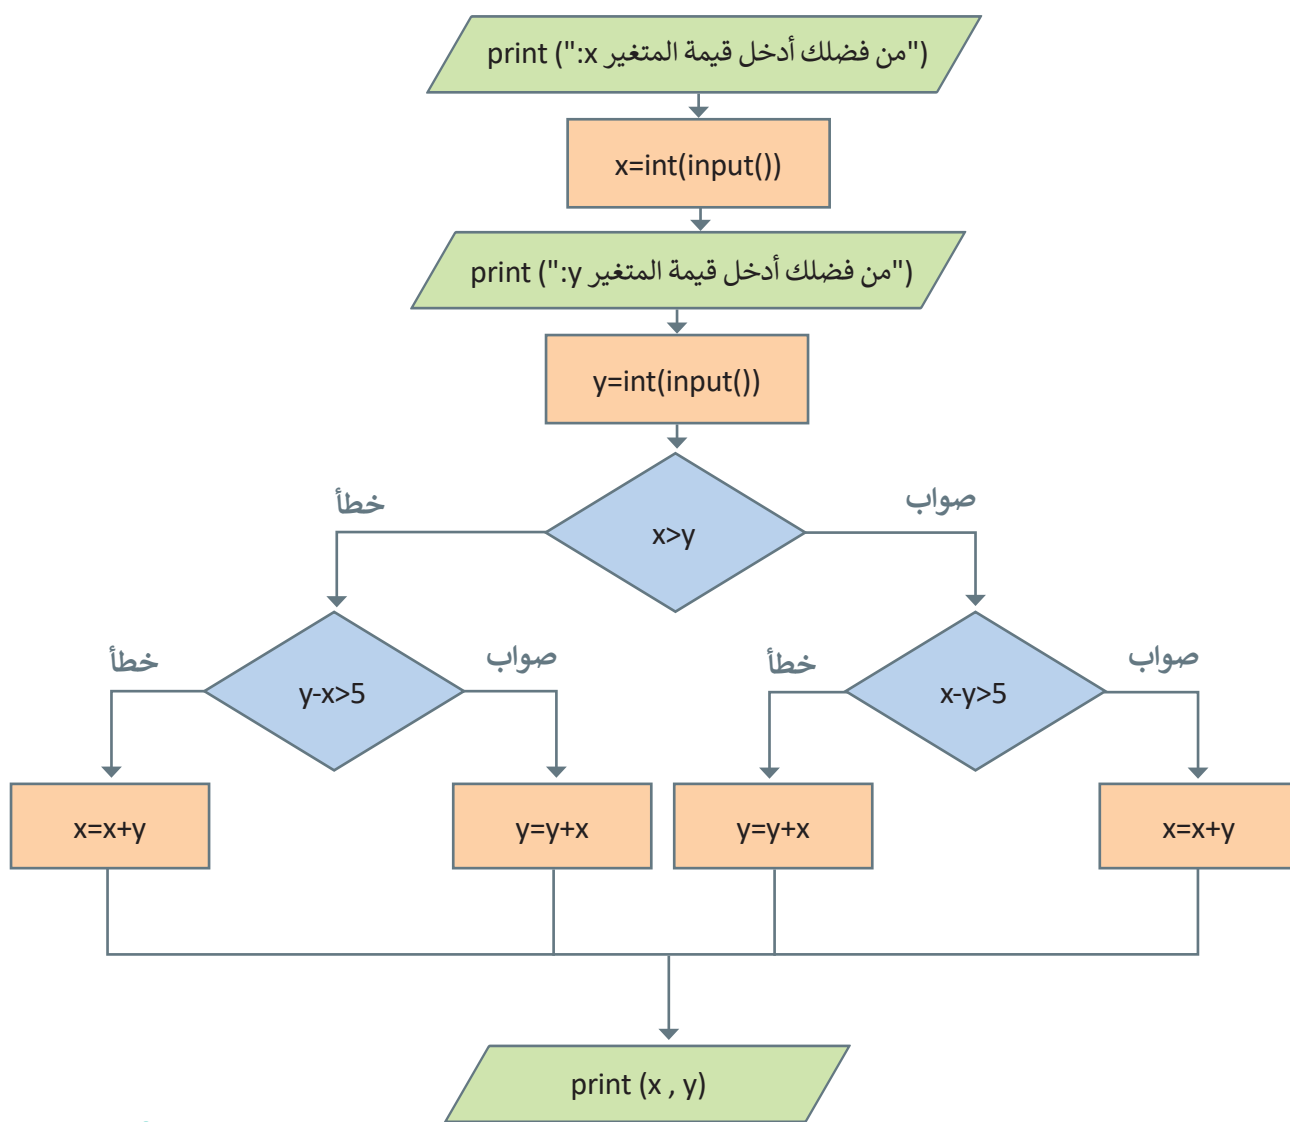 print ("من فضلك أدخل قيمة المتغير x:")
x=int(input())
print ("من فضلك أدخل قيمة المتغير y:")
y=int(input())
x>y
صواب
خطأ
x-y>5
صواب
خطأ
y-x>5
صواب
خطأ
x=x+y
y=y+x
y=y+x
x=x+y
print (x , y)